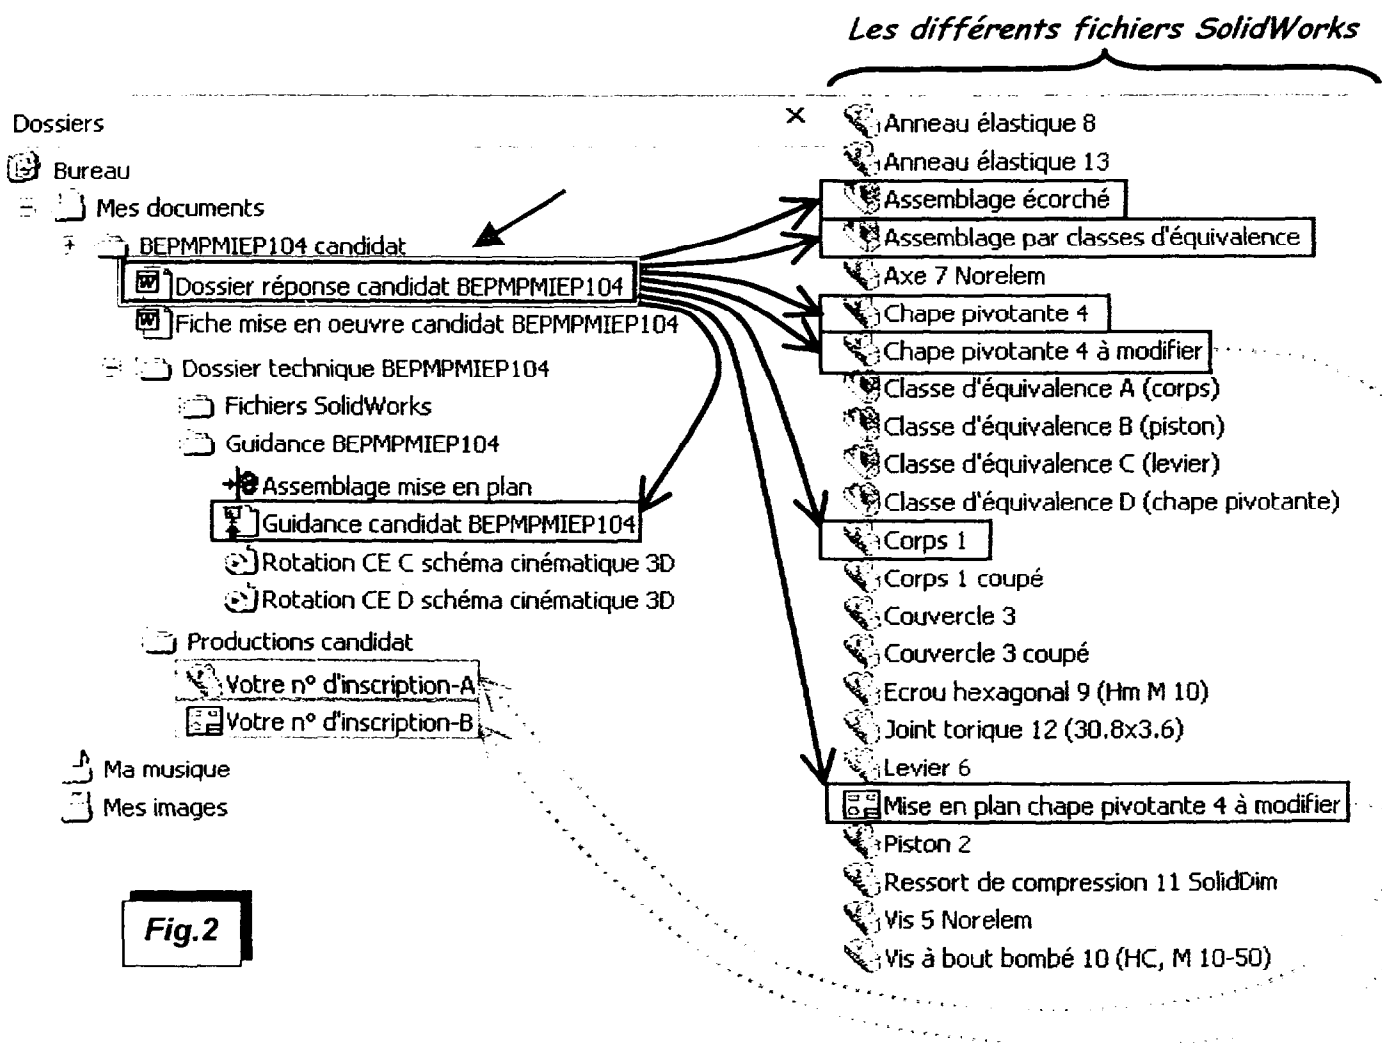 Les différents fichiers SolidWorks
Dossiers
Bureau
Mes documents
BEPMPMIEP104 candidat
Dossier réponse candidat BEPMPMIEP104
Fiche mise en oeuvre candidat BEPMPMIEP104
Dossier technique BEPMPMIEP104
Fichiers SolidWorks
Guidance BEPMPMIEP104
Assemblage mise en plan
Guidance candidat BEPMPMIEP104
Rotation CE C schéma cinématique 3D
Rotation CE D schéma cinématique 3D
Productions candidat
Votre n° d'inscription-A
Votre n° d'inscription-B
Ma musique
Mes images
Fig.2
Anneau élastique 8
Anneau élastique 13
Assemblage écorché
Assemblage par classes d'équivalence
Axe 7 Norelem
Chape pivotante 4
Chape pivotante 4 à modifier
Classe d'équivalence A (corps)
Classe d'équivalence B (piston)
Classe d'équivalence C (levier)
Classe d'équivalence D (chape pivotante)
Corps 1
Corps 1 coupé
Couvercle 3
Couvercle 3 coupé
Ecrou hexagonal 9 (Hm M 10)
Joint torique 12 (30.8x3.6)
Levier 6
Mise en plan chape pivotante 4 à modifier
Piston 2
Ressort de compression 11 SolidDim
Vis 5 Norelem
Vis à bout bombé 10 (HC, M 10-50)